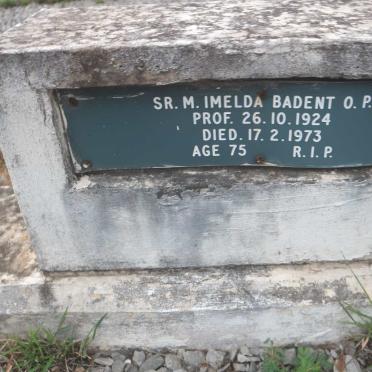 SR. M. IMELDA BADENT O. P.
PROF. 26. 10. 1924
DIED. 17. 2. 1973
AGE 75 R. I. P.